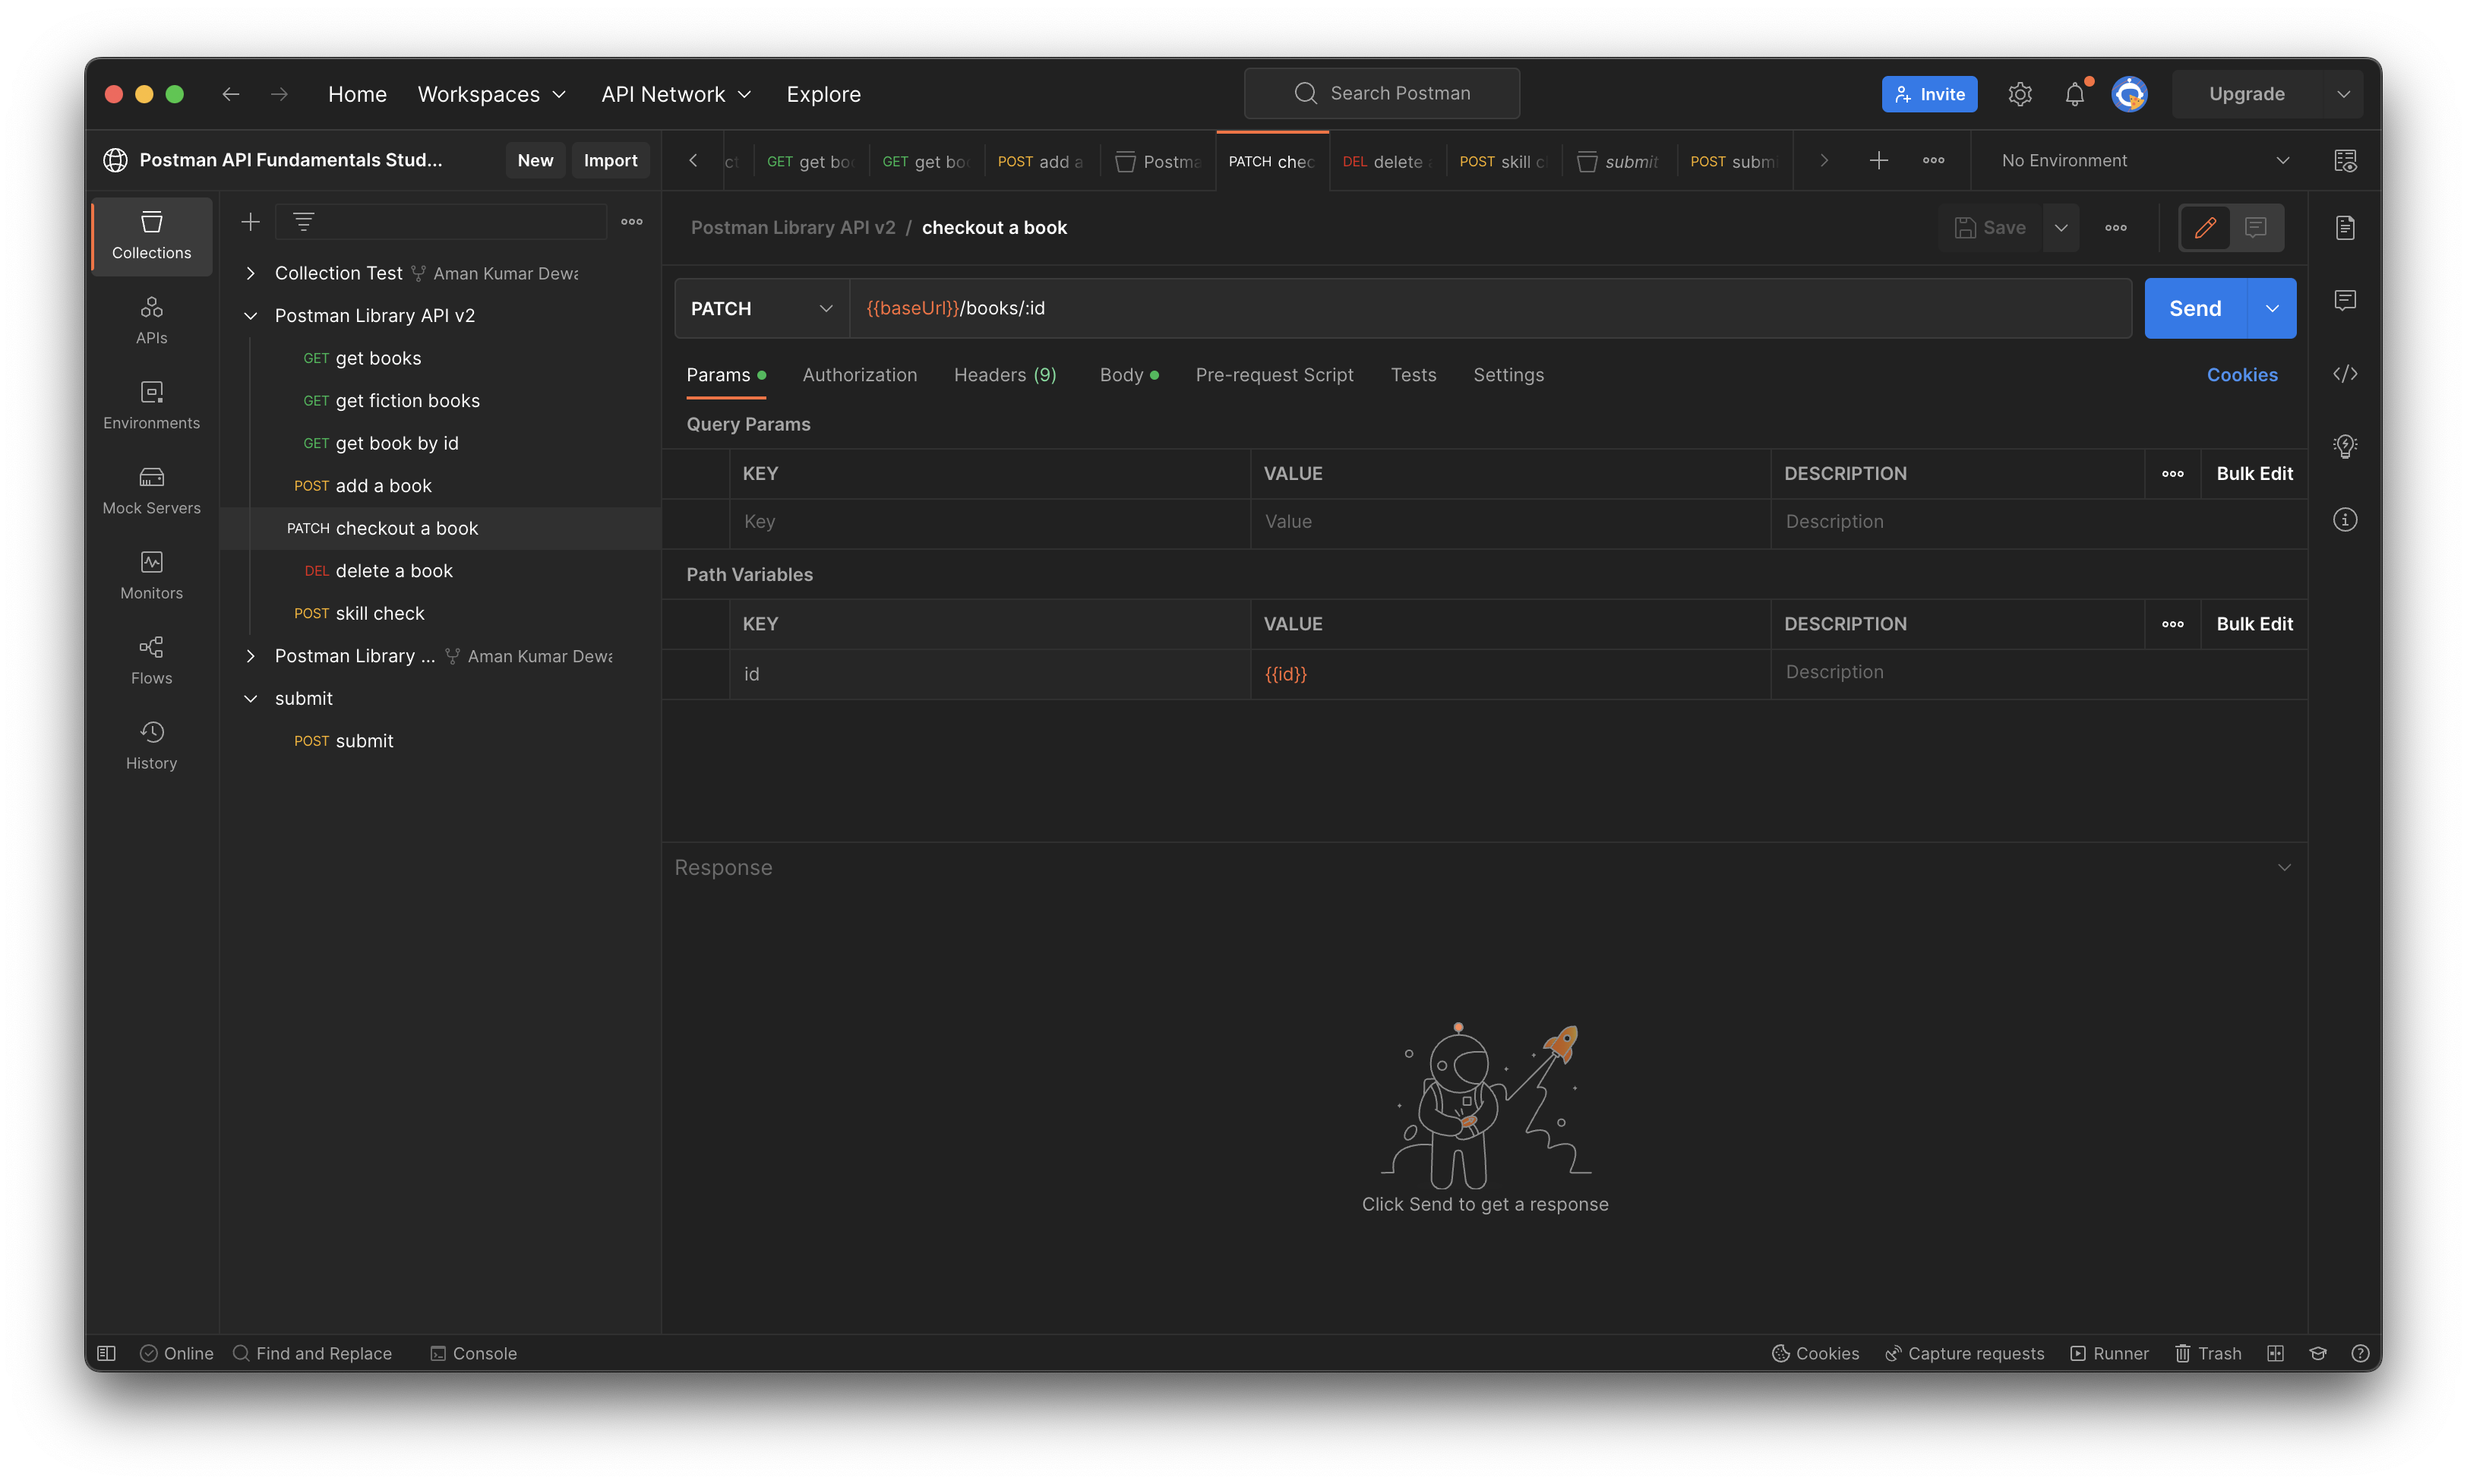 Home Workspaces API Network Explore Search Postman Invite Upgrade
Postman API Fundamentals Stud... New Import
GET get boo GET get boo POST add a Postma PATCH chec DEL delete POST skill c submit POST submi No Environment
Collections
APIs
Environments
Mock Servers
Monitors
Flows
History
Collection Test Aman Kumar Dewa
Postman Library API v2
GET get books
GET get fiction books
GET get book by id
POST add a book
PATCH checkout a book
DEL delete a book
POST skill check
Postman Library ... Aman Kumar Dewa
submit
POST submit
Postman Library API v2 / checkout a book Save
PATCH {{baseUrl}}/books/:id Send
Params Authorization Headers (9) Body Pre-request Script Tests Settings Cookies
Query Params
KEY VALUE DESCRIPTION Bulk Edit
Key Value Description
Path Variables
KEY VALUE DESCRIPTION Bulk Edit
id {{id}} Description
Response
Click Send to get a response
Online Find and Replace Console Cookies Capture requests Runner Trash